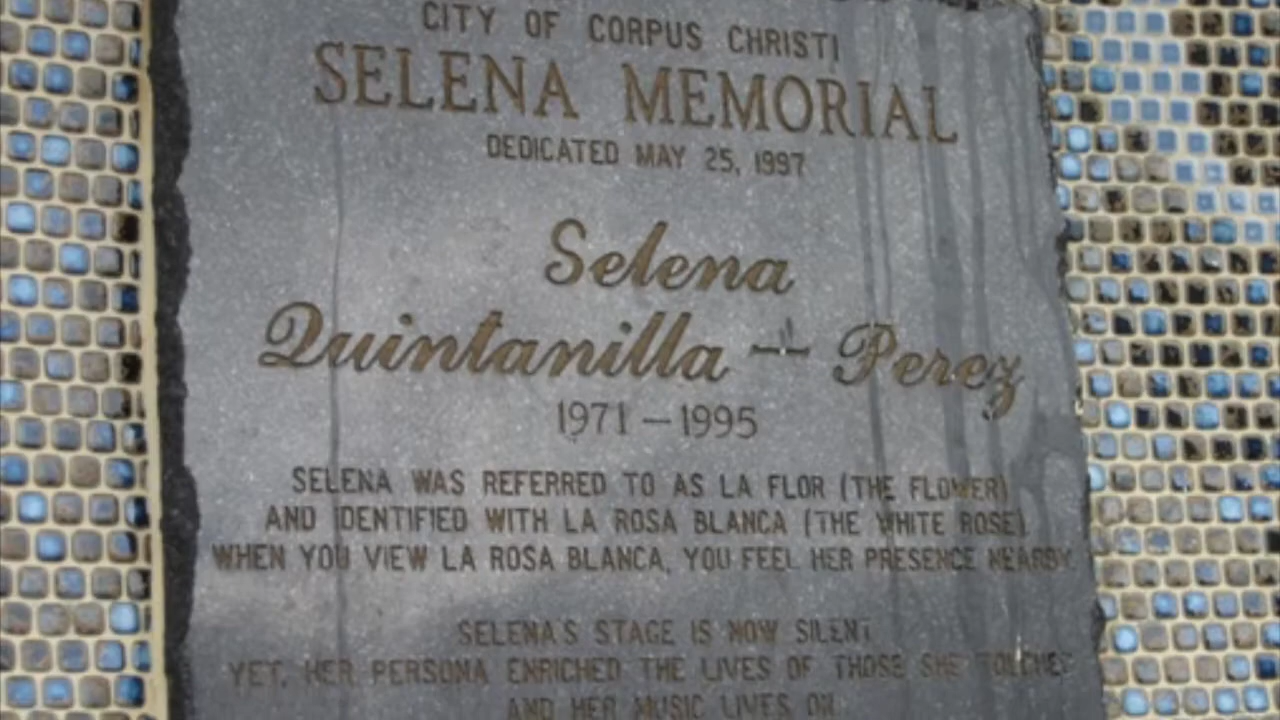 CITY OF CORPUS CHRISTI
SELENA MEMORIAL
DEDICATED MAY 25, 1997
Selena
Quintanilla - Perez
1971 - 1995
SELENA WAS REFERRED TO AS LA FLOR (THE FLOWER)
AND IDENTIFIED WITH LA ROSA BLANCA (THE WHITE ROSE)
WHEN YOU VIEW LA ROSA BLANCA, YOU FEEL HER PRESENCE NEARBY
SELENA'S STAGE IS NOW SILENT
YET, HER PERSONA ENRICHED THE LIVES OF THOSE SHE TOUCHED
AND HER MUSIC LIVES ON.